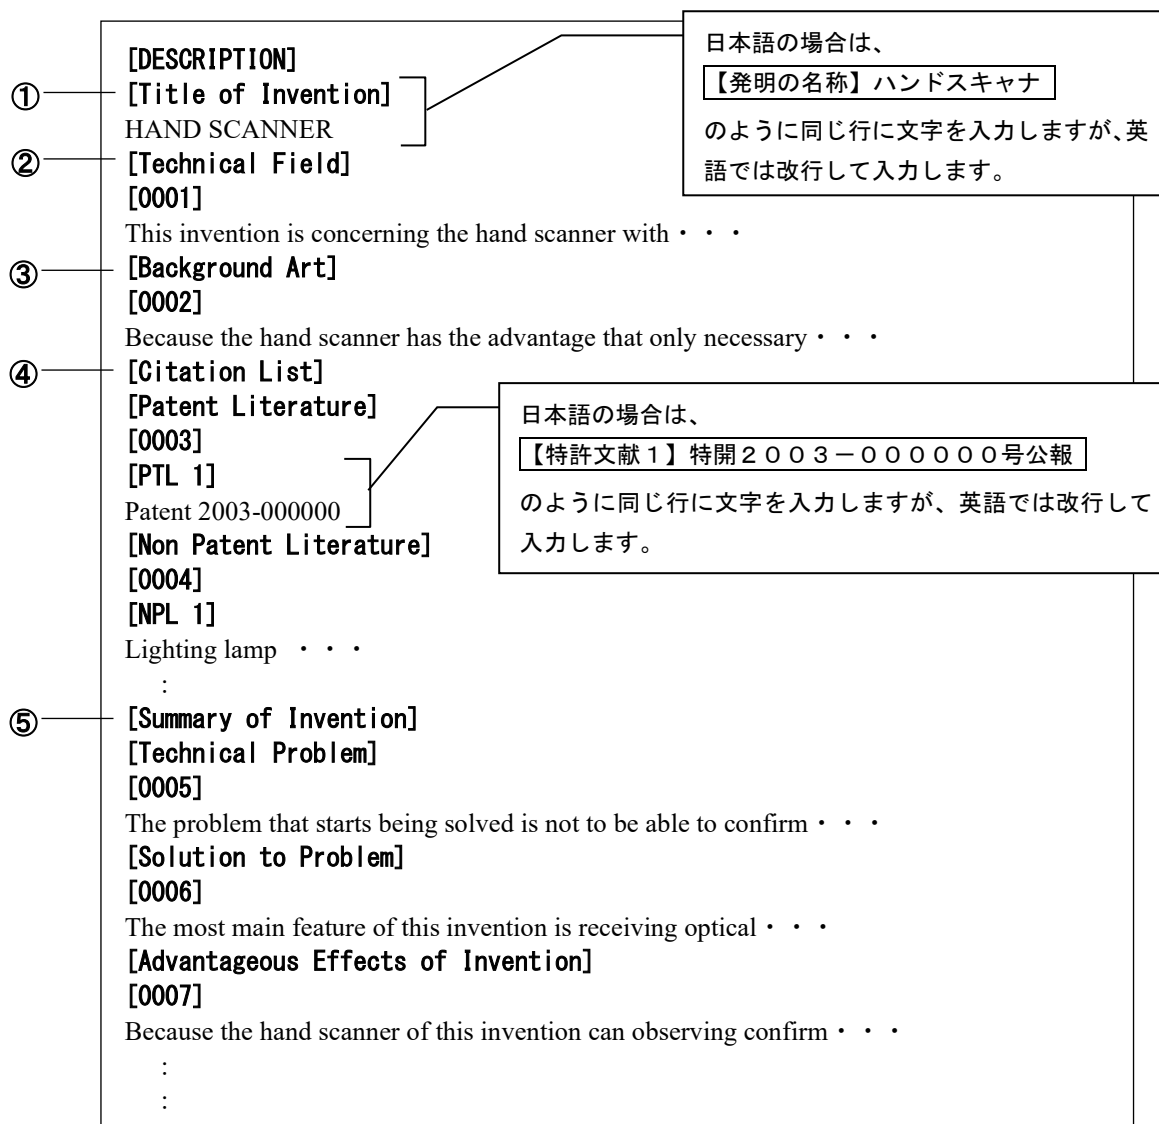 [DESCRIPTION]
① [Title of Invention]
HAND SCANNER
日本語の場合は、
【発明の名称】ハンドスキャナ
のように同じ行に文字を入力しますが、英
語では改行して入力します。
② [Technical Field]
[0001]
This invention is concerning the hand scanner with・・・
③ [Background Art]
[0002]
Because the hand scanner has the advantage that only necessary・・・
④ [Citation List]
[Patent Literature]
[0003]
[PTL 1]
Patent 2003-000000
日本語の場合は、
【特許文献1】特開2003-000000号公報
のように同じ行に文字を入力しますが、英語では改行して
入力します。
[Non Patent Literature]
[0004]
[NPL 1]
Lighting lamp ・・・
:
⑤ [Summary of Invention]
[Technical Problem]
[0005]
The problem that starts being solved is not to be able to confirm・・・
[Solution to Problem]
[0006]
The most main feature of this invention is receiving optical・・・
[Advantageous Effects of Invention]
[0007]
Because the hand scanner of this invention can observing confirm・・・
:
: